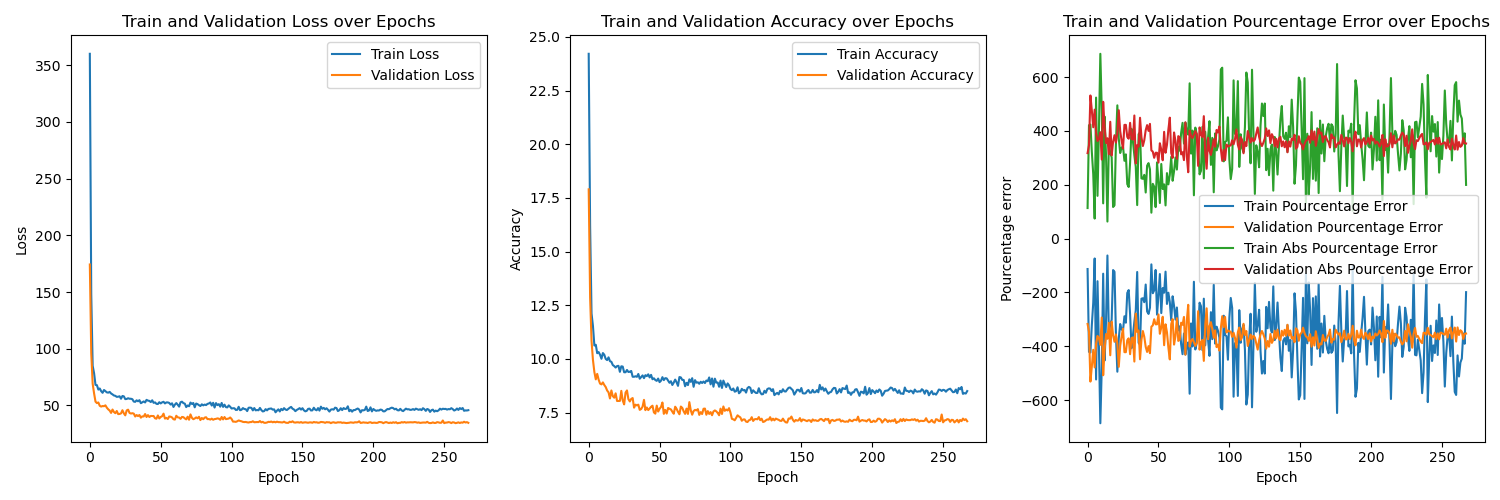 Train and Validation Loss over Epochs
Loss
350
300
250
200
150
100
50
0
50
100
150
200
250
Epoch
Train Loss
Validation Loss
Train and Validation Accuracy over Epochs
Accuracy
25.0
22.5
20.0
17.5
15.0
12.5
10.0
7.5
0
50
100
150
200
250
Epoch
Train Accuracy
Validation Accuracy
Train and Validation Pourcentage Error over Epochs
Pourcentage error
600
400
200
0
−200
−400
−600
0
50
100
150
200
250
Epoch
Train Pourcentage Error
Validation Pourcentage Error
Train Abs Pourcentage Error
Validation Abs Pourcentage Error